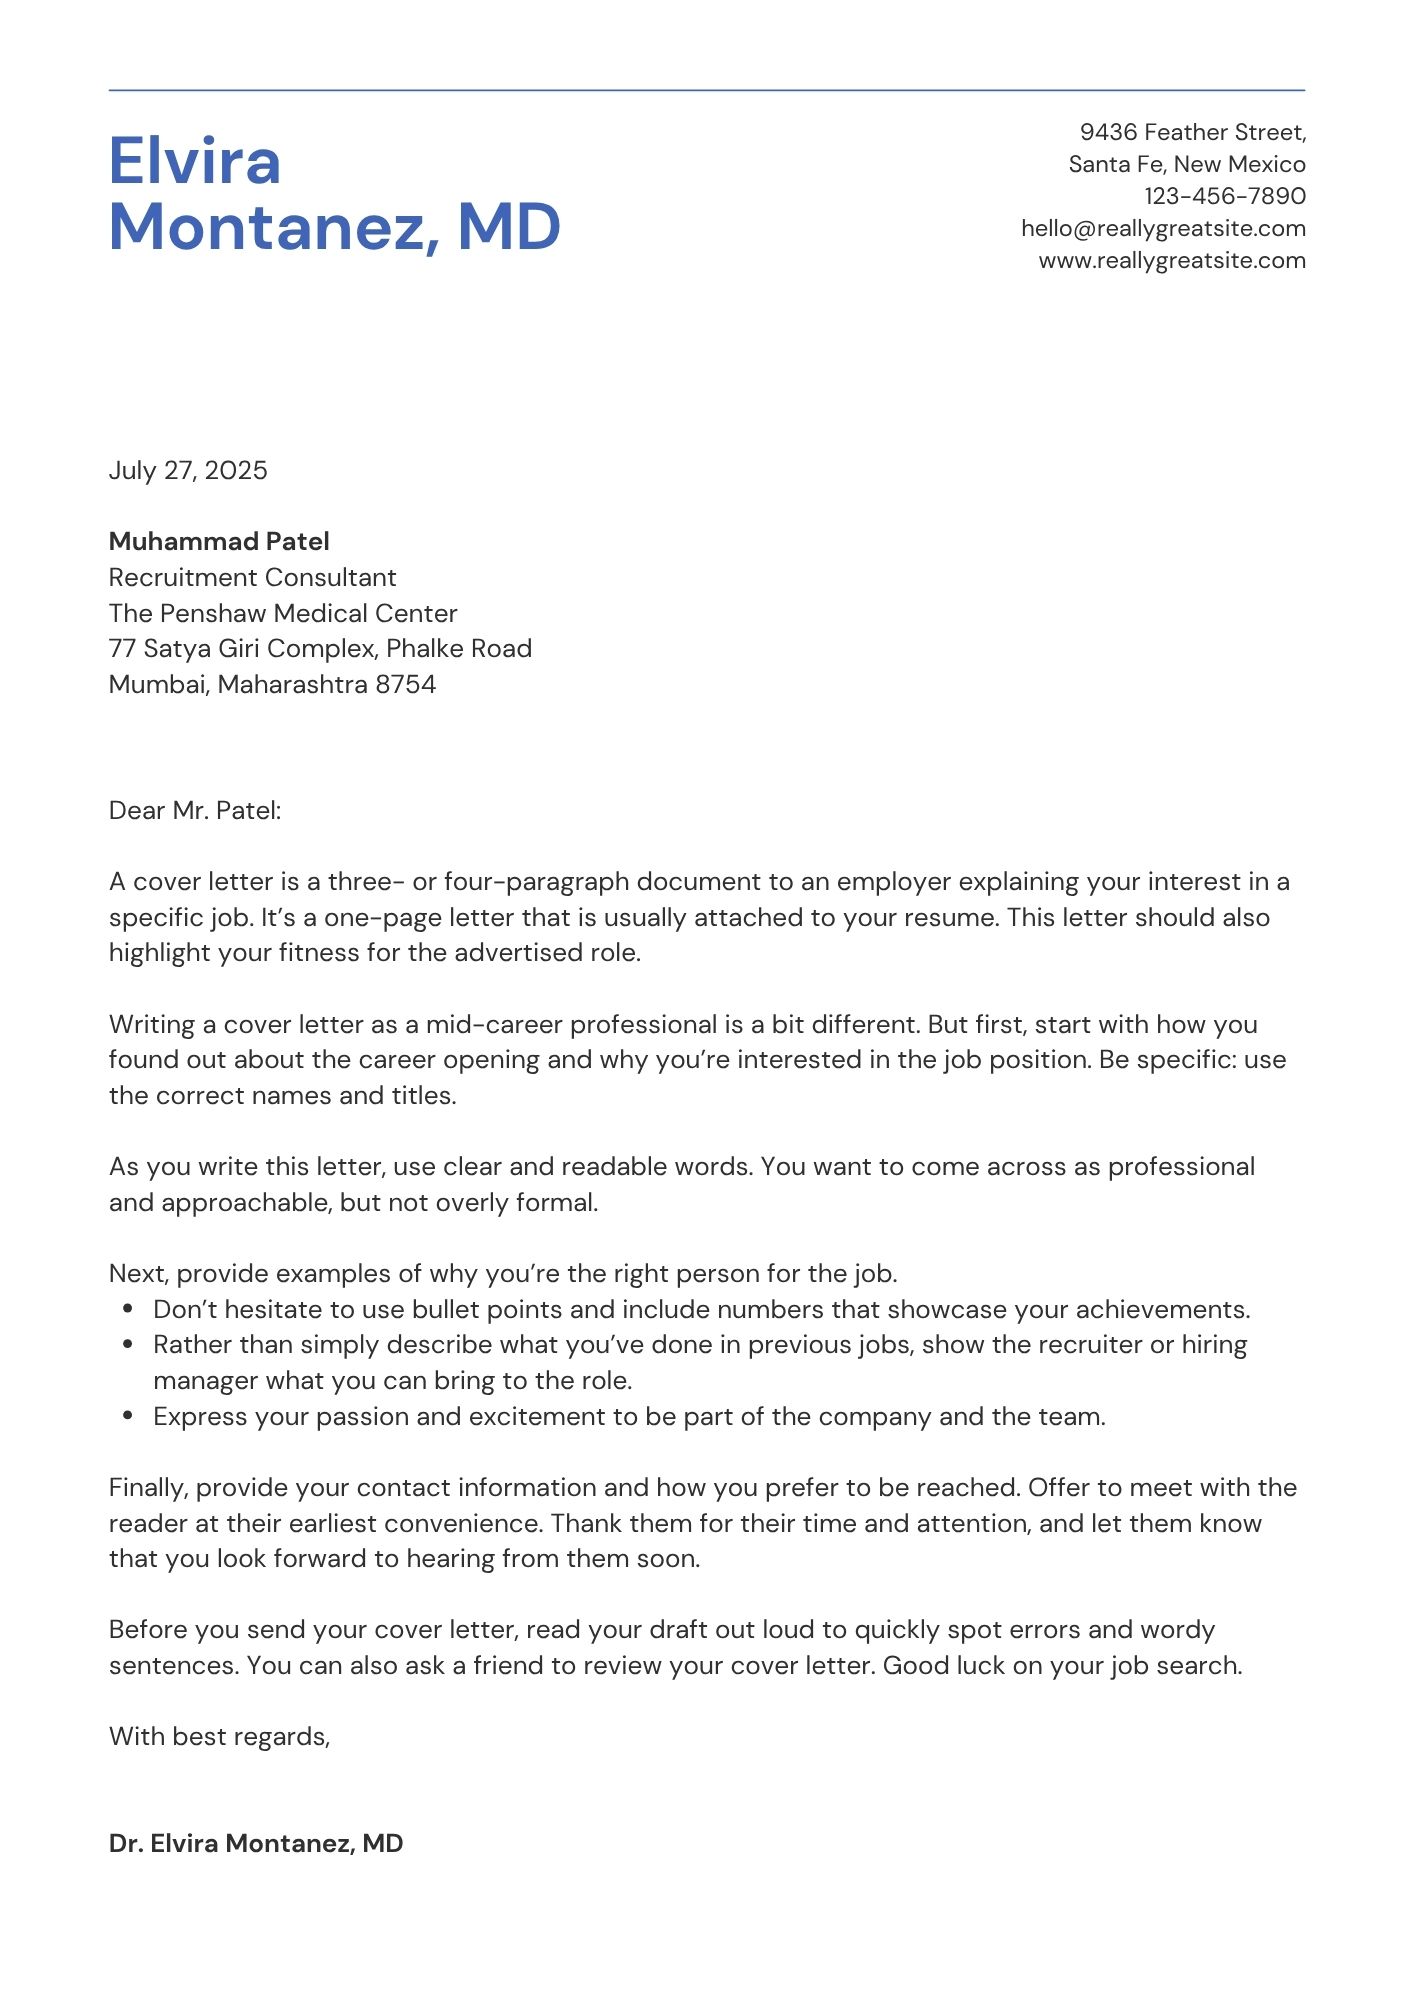 Elvira
Montanez, MD
9436 Feather Street,
Santa Fe, New Mexico
123-456-7890
hello@reallygreatsite.com
www.reallygreatsite.com
July 27, 2025
Muhammad Patel
Recruitment Consultant
The Penshaw Medical Center
77 Satya Giri Complex, Phalke Road
Mumbai, Maharashtra 8754
Dear Mr. Patel:
A cover letter is a three- or four-paragraph document to an employer explaining your interest in a
specific job. It’s a one-page letter that is usually attached to your resume. This letter should also
highlight your fitness for the advertised role.
Writing a cover letter as a mid-career professional is a bit different. But first, start with how you
found out about the career opening and why you’re interested in the job position. Be specific: use
the correct names and titles.
As you write this letter, use clear and readable words. You want to come across as professional
and approachable, but not overly formal.
Next, provide examples of why you’re the right person for the job.
• Don’t hesitate to use bullet points and include numbers that showcase your achievements.
• Rather than simply describe what you’ve done in previous jobs, show the recruiter or hiring
manager what you can bring to the role.
• Express your passion and excitement to be part of the company and the team.
Finally, provide your contact information and how you prefer to be reached. Offer to meet with the
reader at their earliest convenience. Thank them for their time and attention, and let them know
that you look forward to hearing from them soon.
Before you send your cover letter, read your draft out loud to quickly spot errors and wordy
sentences. You can also ask a friend to review your cover letter. Good luck on your job search.
With best regards,
Dr. Elvira Montanez, MD